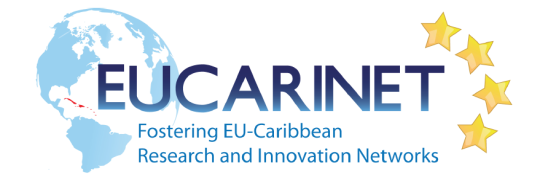 EUCARINET
Fostering EU-Caribbean
Research and Innovation Networks